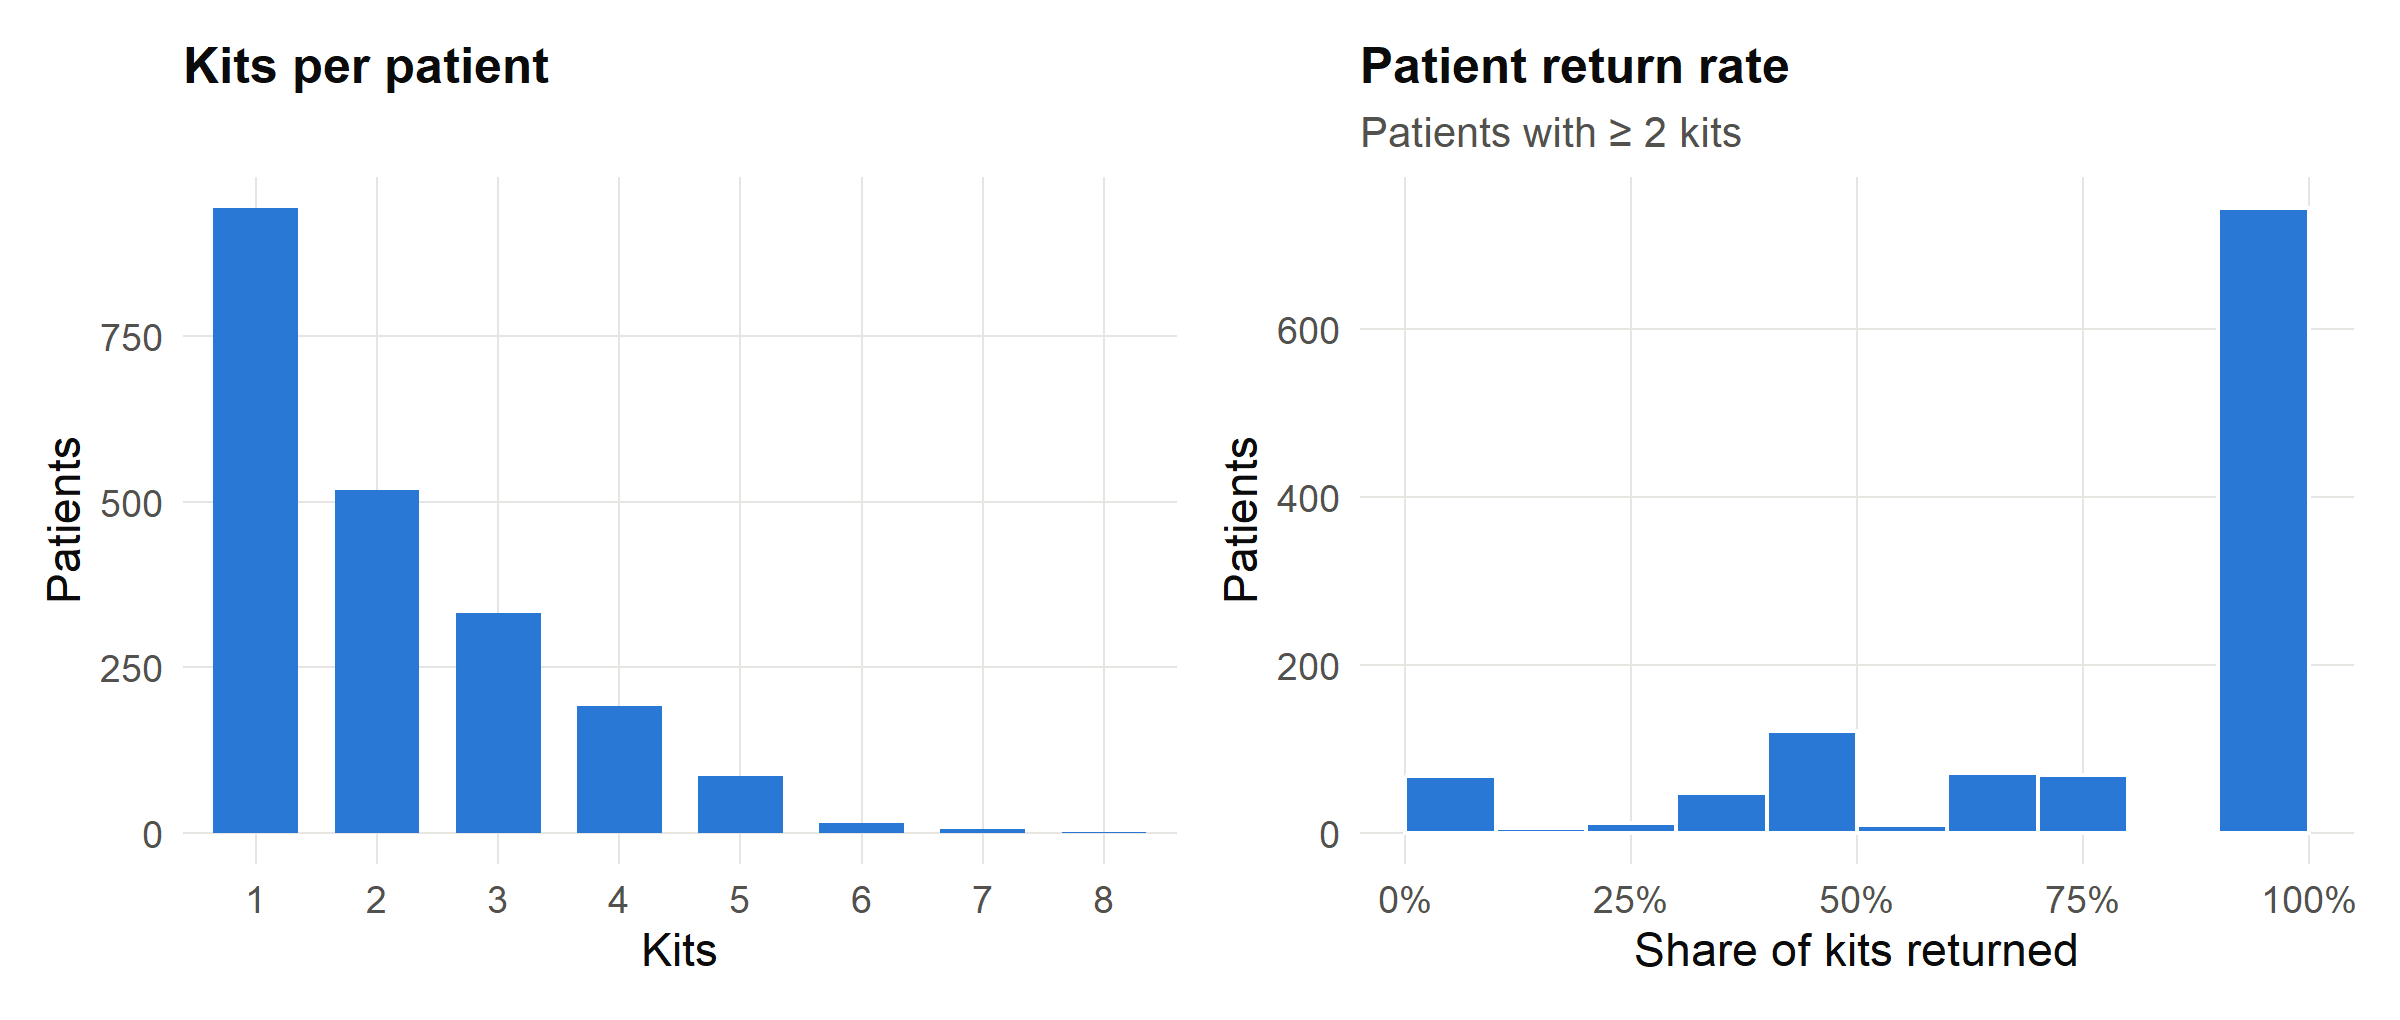 Kits per patient
Patients
750
500
250
0
1 2 3 4 5 6 7 8
Kits
Patient return rate
Patients with ≥ 2 kits
Patients
600
400
200
0
0% 25% 50% 75% 100%
Share of kits returned